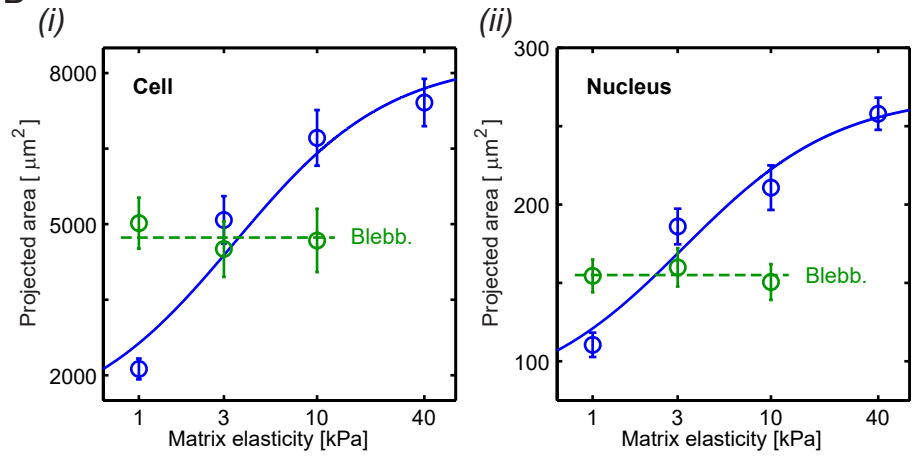 (i)
8000
5000
2000
Projected area [ μm²]
Cell
Blebb.
1 3 10 40
Matrix elasticity [kPa]
(ii)
300
200
100
Projected area [ μm²]
Nucleus
Blebb.
1 3 10 40
Matrix elasticity [kPa]